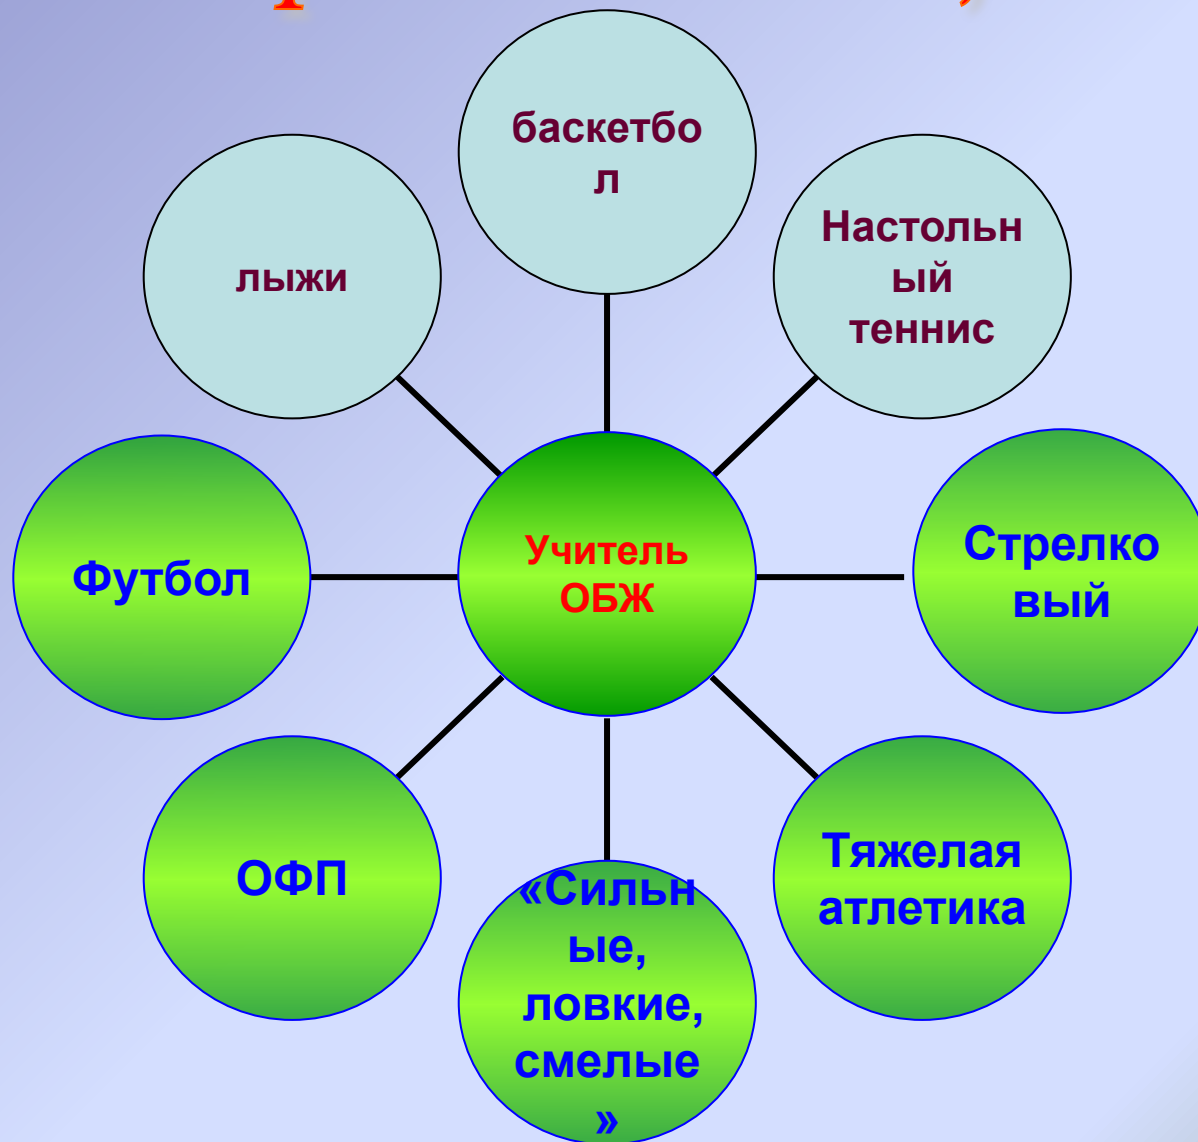 баскетбо
л
лыжи
Настольн
ый
теннис
Футбол
Учитель
ОБЖ
Стрелко
вый
ОФП
«Сильн
ые,
ловкие,
смелые
»
Тяжелая
атлетика